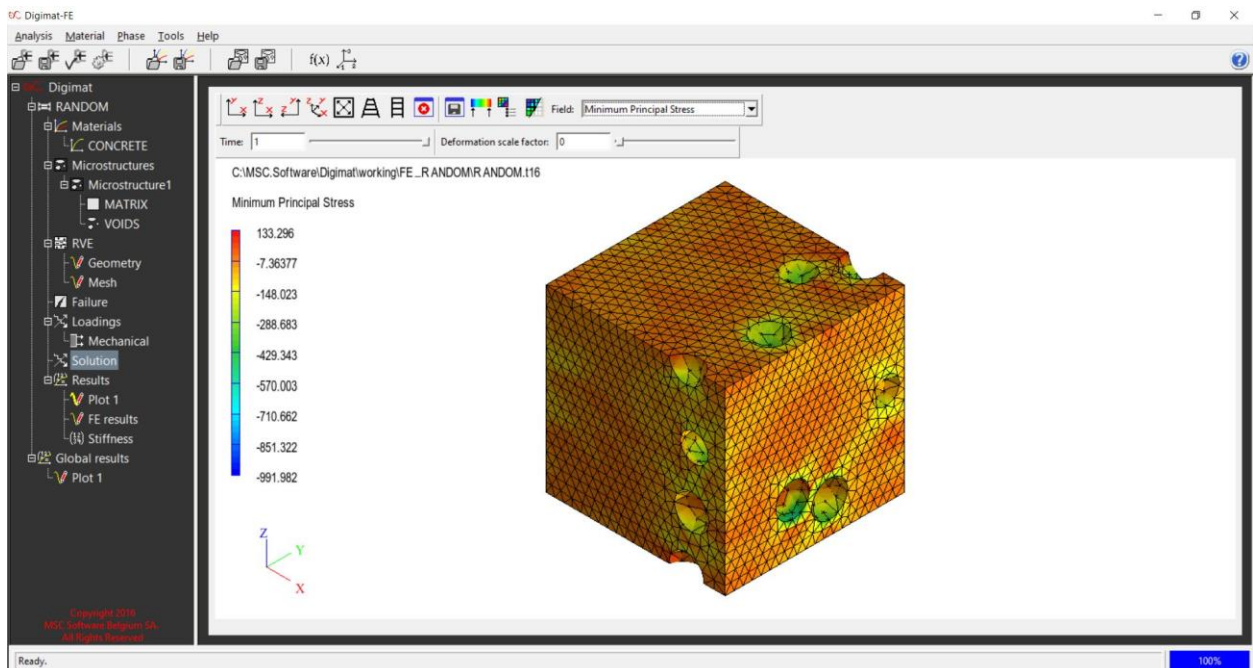 Digimat-FE
Analysis Material Phase Tools Help
f(x)
Digimat
RANDOM
Materials
CONCRETE
Microstructures
Microstructure1
MATRIX
VOIDS
RVE
Geometry
Mesh
Failure
Loadings
Mechanical
Solution
Results
Plot 1
FE results
Stiffness
Global results
Plot 1
Copyright 2016
MSC Software Belgium SA.
All Rights Reserved
Field: Minimum Principal Stress
Time: 1 Deformation scale factor: 0
C:\MSC.Software\Digimat\working\FE_R ANDOM\R ANDOM.t16
Minimum Principal Stress
133.296
-7.36377
-148.023
-288.683
-429.343
-570.003
-710.662
-851.322
-991.982
Z
Y
X
Ready. 100%